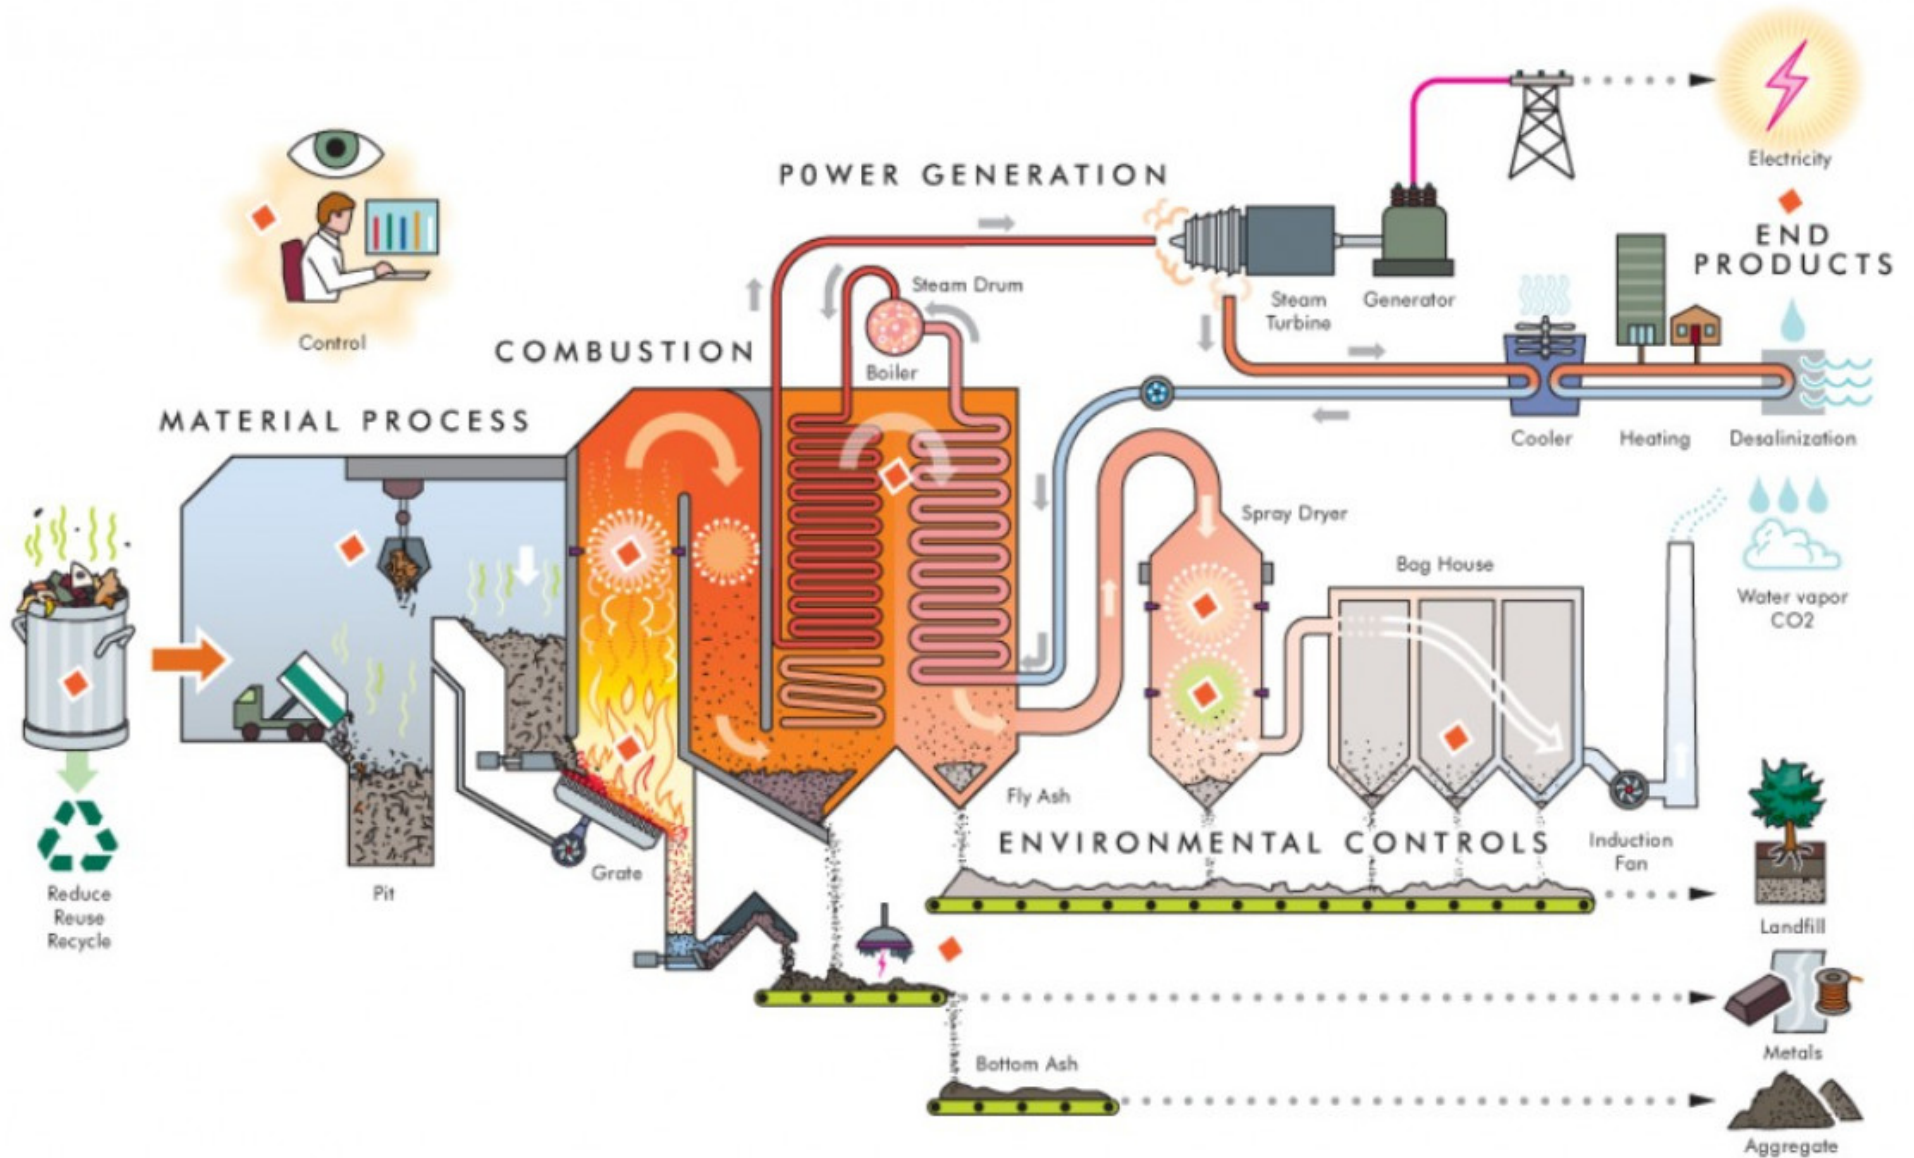 POWER GENERATION
Electricity
END
PRODUCTS
Steam Drum
Steam
Turbine
Generator
Control
COMBUSTION
Boiler
MATERIAL PROCESS
Cooler
Heating
Desalinization
Spray Dryer
Bag House
Water vapor
CO2
Fly Ash
ENVIRONMENTAL CONTROLS
Induction
Fan
Grate
Pit
Reduce
Reuse
Recycle
Landfill
Metals
Bottom Ash
Aggregate